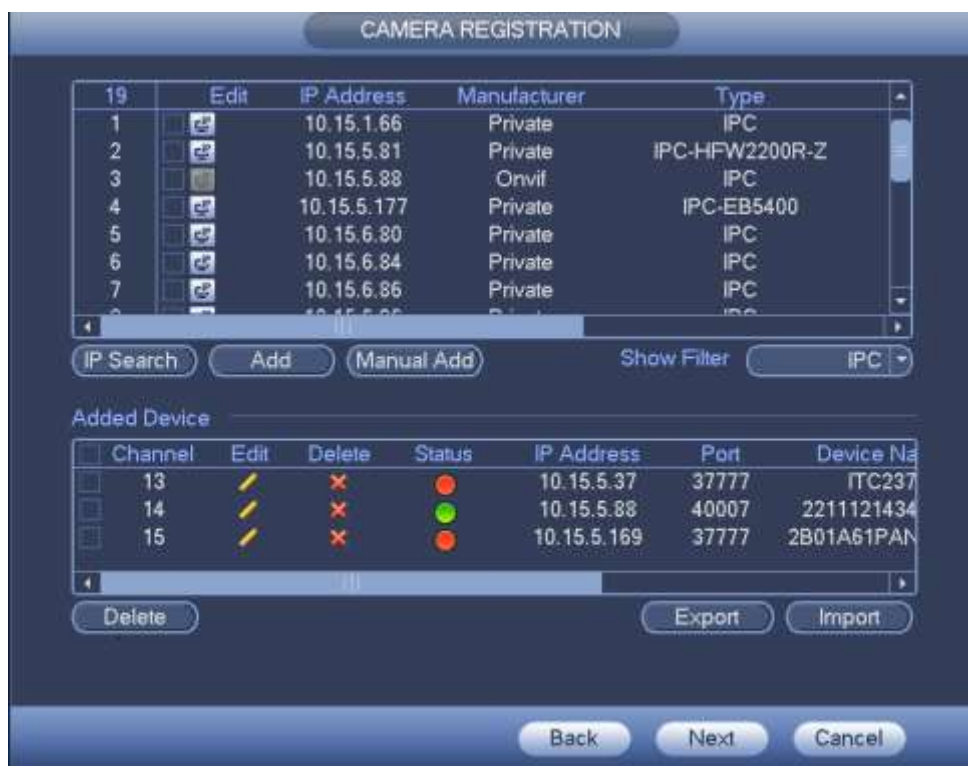 CAMERA REGISTRATION
19 Edit IP Address Manufacturer Type
1 10.15.1.66 Private IPC
2 10.15.5.81 Private IPC-HFW2200R-Z
3 10.15.5.88 Onvif IPC
4 10.15.5.177 Private IPC-EB5400
5 10.15.6.80 Private IPC
6 10.15.6.84 Private IPC
7 10.15.6.86 Private IPC
IP Search Add Manual Add Show Filter IPC
Added Device
Channel Edit Delete Status IP Address Port Device Na
13 10.15.5.37 37777 ITC237
14 10.15.5.88 40007 2211121434
15 10.15.5.169 37777 2B01A61PAN
Delete Export Import
Back Next Cancel